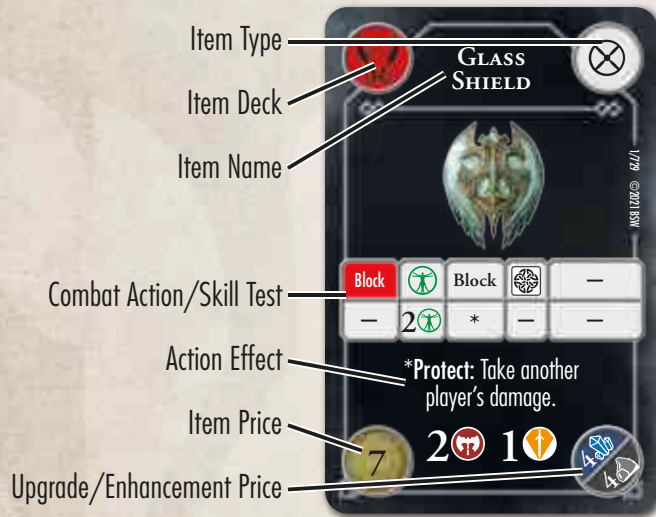 Item Type
Item Deck
Item Name
Combat Action/Skill Test
Action Effect
Item Price
Upgrade/Enhancement Price
Glass
Shield
1/729 ©2021 BSW
Block Block –
– 2 * – –
*Protect: Take another
player's damage.
7 2 1 4 4